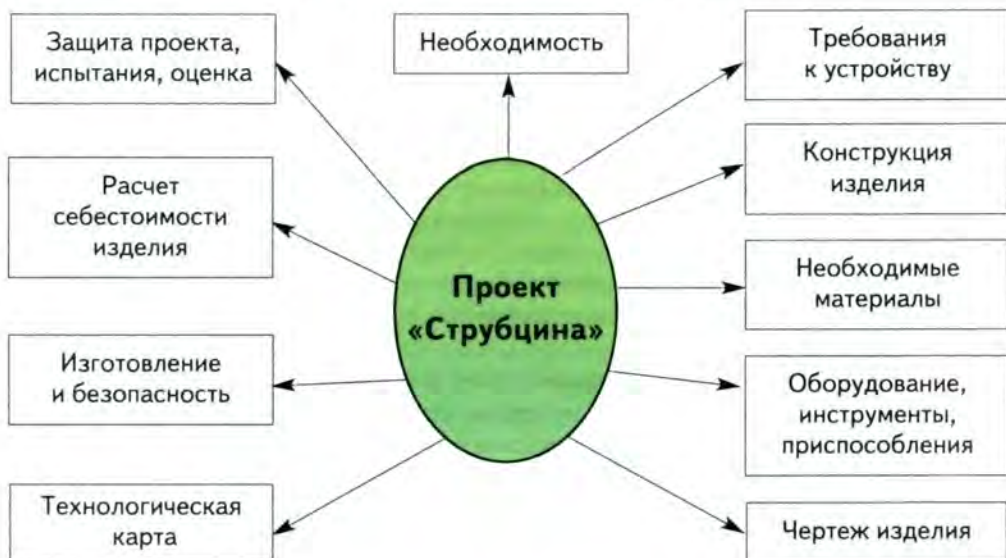 Защита проекта,
испытания, оценка
Необходимость
Требования
к устройству
Расчет
себестоимости
изделия
Конструкция
изделия
Проект
«Струбцина»
Необходимые
материалы
Изготовление
и безопасность
Оборудование,
инструменты,
приспособления
Технологическая
карта
Чертеж изделия